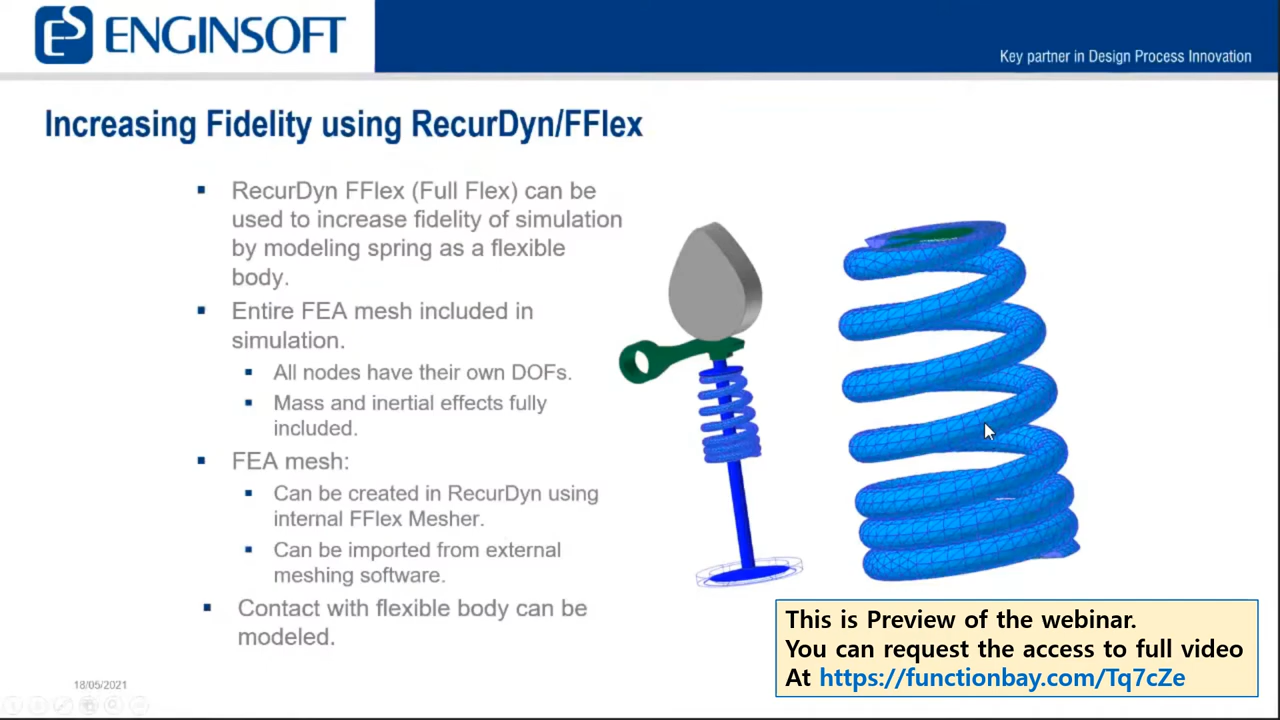 ENGINSOFT
Key partner in Design Process Innovation
Increasing Fidelity using RecurDyn/FFlex
RecurDyn FFlex (Full Flex) can be
used to increase fidelity of simulation
by modeling spring as a flexible
body.
Entire FEA mesh included in
simulation.
All nodes have their own DOFs.
Mass and inertial effects fully
included.
FEA mesh:
Can be created in RecurDyn using
internal FFlex Mesher.
Can be imported from external
meshing software.
Contact with flexible body can be
modeled.
This is Preview of the webinar.
You can request the access to full video
At https://functionbay.com/Tq7cZe
18/05/2021